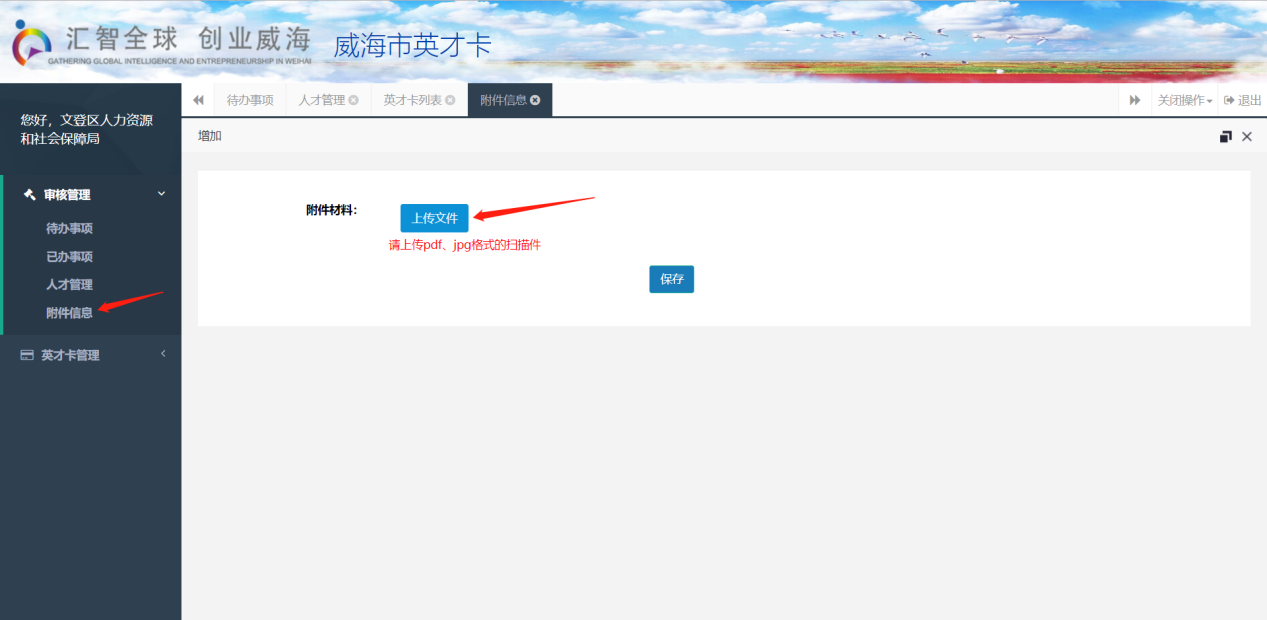 汇智全球 创业威海
GATHERING GLOBAL INTELLIGENCE AND ENTREPRENEURSHIP IN WEIHAI
威海市英才卡
您好，文登区人力资源
和社会保障局
待办事项
人才管理
英才卡列表
附件信息
关闭操作
退出
增加
审核管理
待办事项
已办事项
人才管理
附件信息
英才卡管理
附件材料：
上传文件
请上传pdf、jpg格式的扫描件
保存